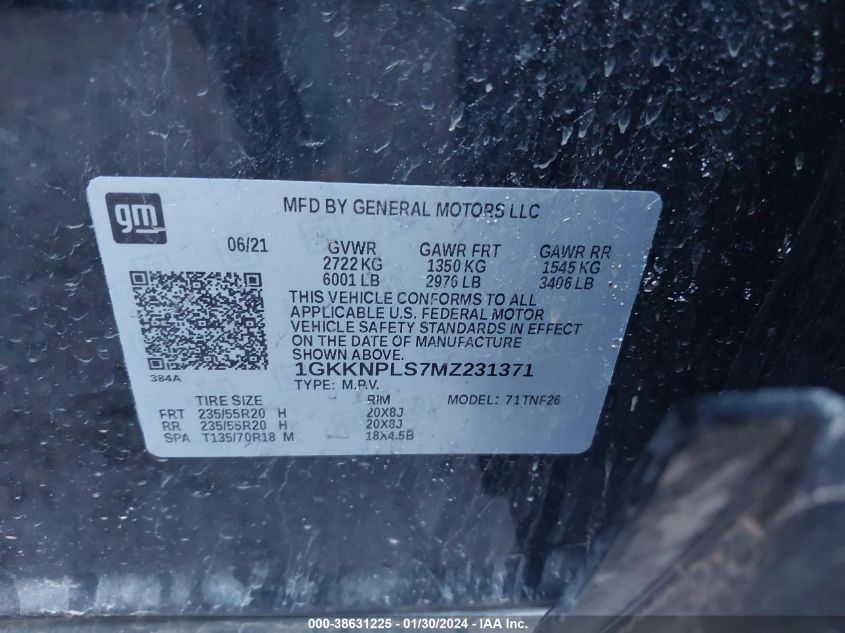 gm
MFD BY GENERAL MOTORS LLC
06/21 GVWR GAWR FRT GAWR RR
2722 KG 1350 KG 1545 KG
6001 LB 2976 LB 3406 LB
THIS VEHICLE CONFORMS TO ALL
APPLICABLE U.S. FEDERAL MOTOR
VEHICLE SAFETY STANDARDS IN EFFECT
ON THE DATE OF MANUFACTURE
SHOWN ABOVE.
384A
1GKKNPLS7MZ231371
TYPE: M.P.V. MODEL: 71TNF26
TIRE SIZE RIM
FRT 235/55R20 H 20X8J
RR 235/55R20 H 20X8J
SPA T135/70R18 M 18X4.5B
000-38631225 - 01/30/2024 - IAA Inc.